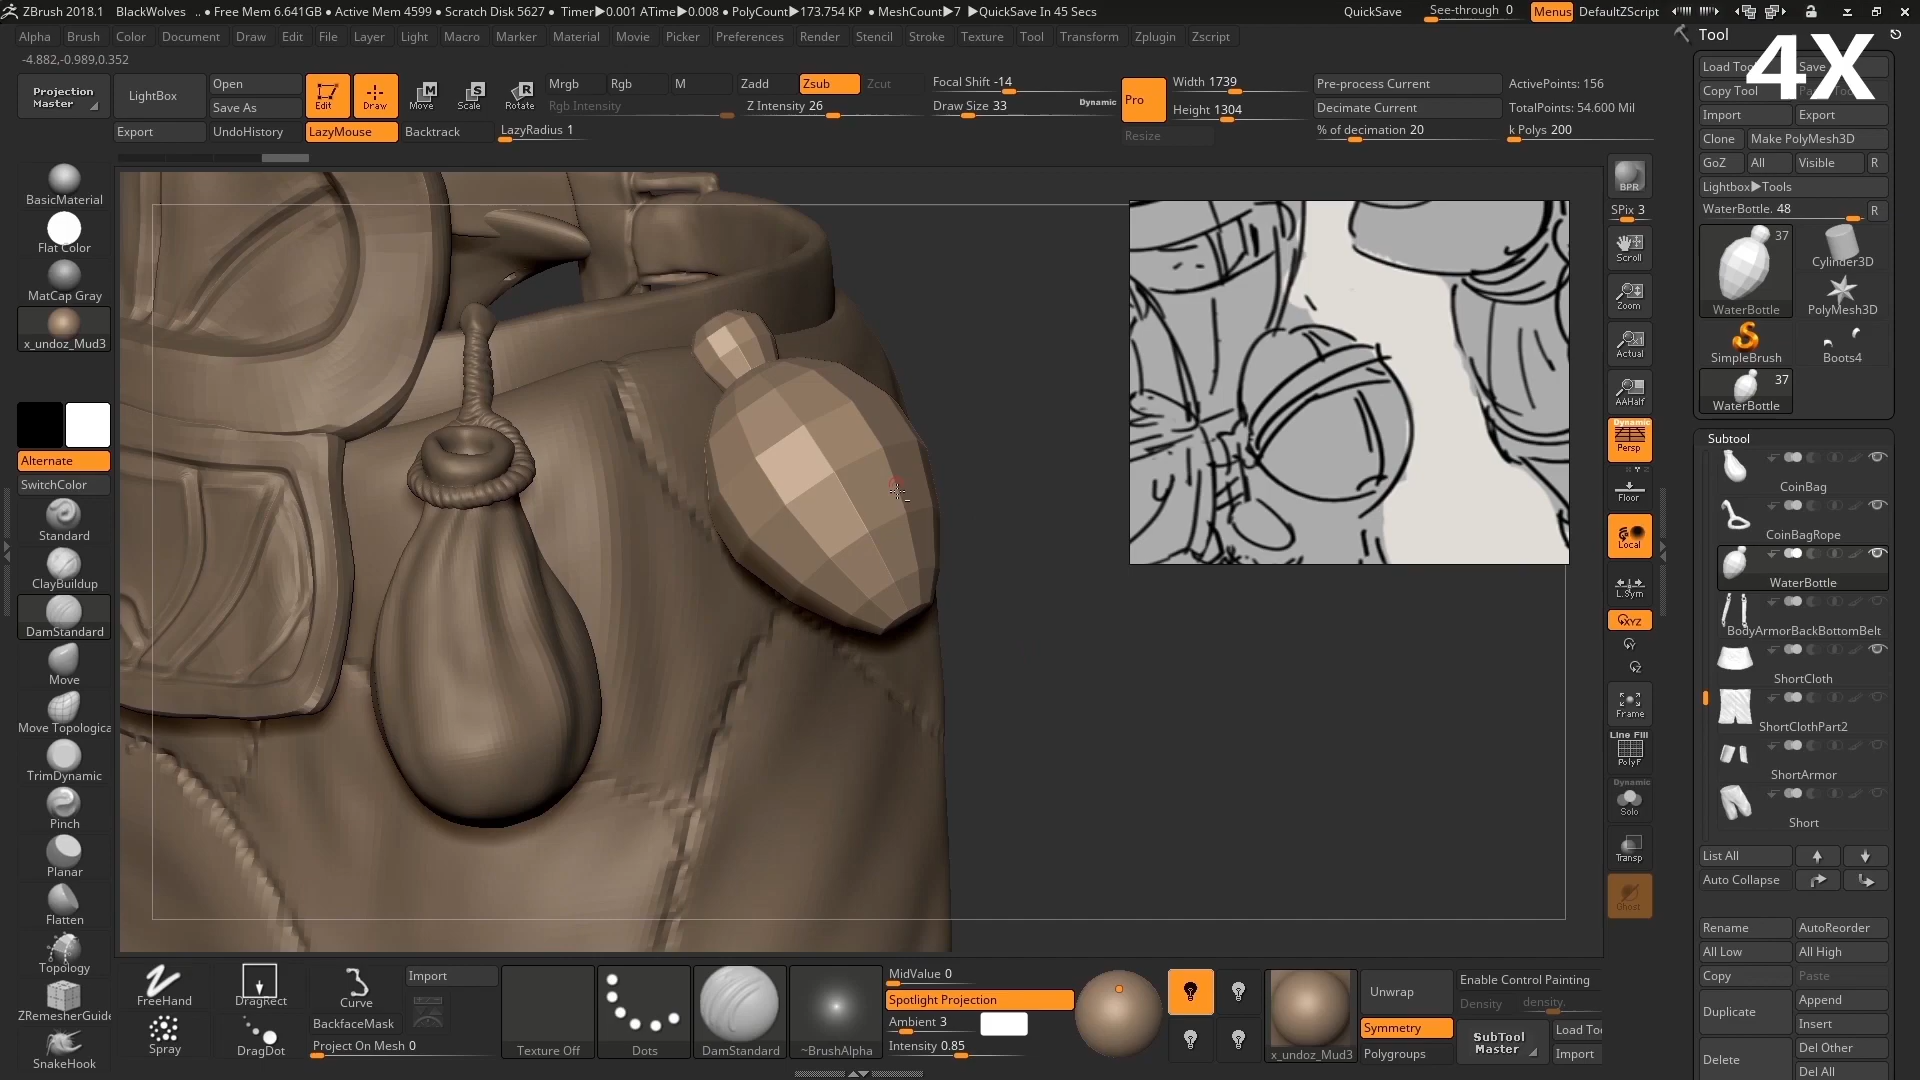 ZBrush 2018.1 BlackWolves .. • Free Mem 6.641GB • Active Mem 4599 • Scratch Disk 5627 • Timer▶0.001 ATime▶0.008 • PolyCount▶173.754 KP • MeshCount▶7 ▶QuickSave In 45 Secs QuickSave See-through 0 Menus DefaultZScript
Alpha Brush Color Document Draw Edit File Layer Light Macro Marker Material Movie Picker Preferences Render Stencil Stroke Texture Tool Transform Zplugin Zscript
Tool
4X
-4.882,-0.989,0.352
Projection Master
LightBox
Open
Save As
Export
UndoHistory
Edit
Draw
Move
Scale
Rotate
LazyMouse
Backtrack
LazyRadius 1
Mrgb Rgb M
Rgb Intensity
Zadd Zsub Zcut
Z Intensity 26
Focal Shift -14
Draw Size 33
Dynamic
Pro
Width 1739
Height 1304
Resize
Pre-process Current
Decimate Current
% of decimation 20
ActivePoints: 156
TotalPoints: 54.600 Mil
k Polys 200
Load Tool Save
Copy Tool
Import Export
Clone Make PolyMesh3D
GoZ All Visible R
Lightbox▶Tools
WaterBottle. 48 R
37
WaterBottle
Cylinder3D
PolyMesh3D
SimpleBrush
Boots4
37
WaterBottle
Subtool
CoinBag
CoinBagRope
WaterBottle
BodyArmorBackBottomBelt
ShortCloth
ShortClothPart2
ShortArmor
Short
List All
Auto Collapse
Rename AutoReorder
All Low All High
Copy Paste
Duplicate
Append
Insert
Delete
Del Other
Del All
BasicMaterial
Flat Color
MatCap Gray
x_undoz_Mud3
Alternate
SwitchColor
Standard
ClayBuildup
DamStandard
Move
Move Topologica
TrimDynamic
Pinch
Planar
Flatten
Topology
ZRemesherGuide
SnakeHook
BPR
SPix 3
Scroll
Zoom
Actual
AAHalf
Dynamic
Persp
Floor
Local
L.Sym
XYZ
Frame
Line Fill
PolyF
Dynamic
Solo
Transp
Ghost
FreeHand
DragRect
Curve
Import
Spray
DragDot
BackfaceMask
Project On Mesh 0
Texture Off
Dots
DamStandard
~BrushAlpha
MidValue 0
Spotlight Projection
Ambient 3
Intensity 0.85
x_undoz_Mud3
Unwrap
Symmetry
Polygroups
Enable Control Painting
Density density.
SubTool Master
Load Too
Import